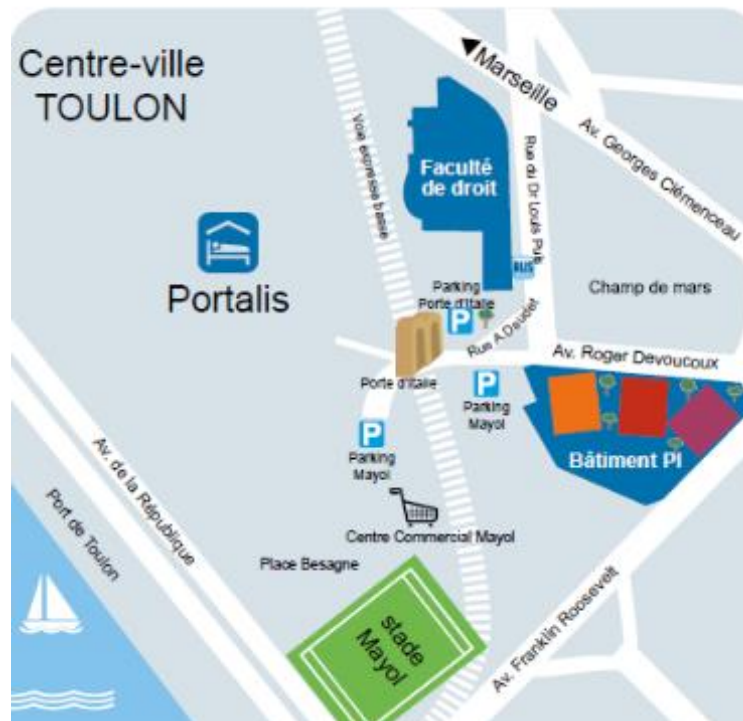 Centre-ville
TOULON
Marseille
Av. Georges Clémenceau
Voie expresse basse
Faculté
de droit
Rue du Dr Louis Puy
BUS
Portalis
Parking
Porte d'Italie
P
Champ de mars
Rue A.Daudet
Av. Roger Devoucoux
Porte d'Italie
P
Parking
Mayol
P
Parking
Mayol
Bâtiment PI
Av. de la République
Port de Toulon
Centre Commercial Mayol
Place Besagne
stade
Mayol
Av. Franklin Roosevelt